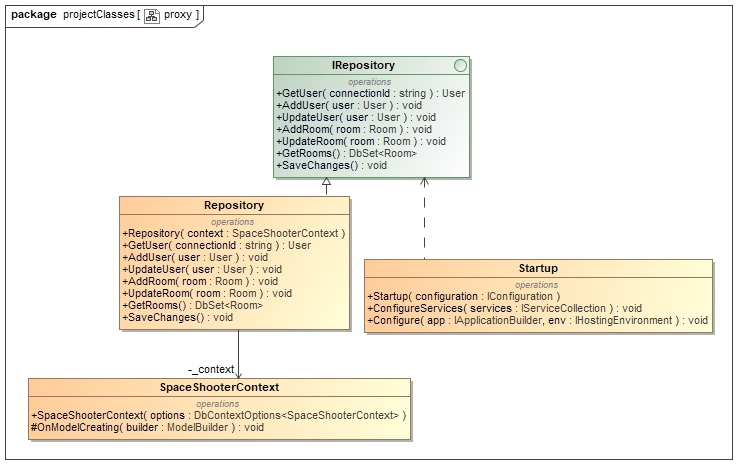 package projectClasses [ proxy ]
IRepository
operations
+GetUser( connectionId : string ) : User
+AddUser( user : User ) : void
+UpdateUser( user : User ) : void
+AddRoom( room : Room ) : void
+UpdateRoom( room : Room ) : void
+GetRooms() : DbSet<Room>
+SaveChanges() : void
Repository
operations
+Repository( context : SpaceShooterContext )
+GetUser( connectionId : string ) : User
+AddUser( user : User ) : void
+UpdateUser( user : User ) : void
+AddRoom( room : Room ) : void
+UpdateRoom( room : Room ) : void
+GetRooms() : DbSet<Room>
+SaveChanges() : void
Startup
operations
+Startup( configuration : IConfiguration )
+ConfigureServices( services : IServiceCollection ) : void
+Configure( app : IApplicationBuilder, env : IHostingEnvironment ) : void
-_context
SpaceShooterContext
operations
+SpaceShooterContext( options : DbContextOptions<SpaceShooterContext> )
#OnModelCreating( builder : ModelBuilder ) : void